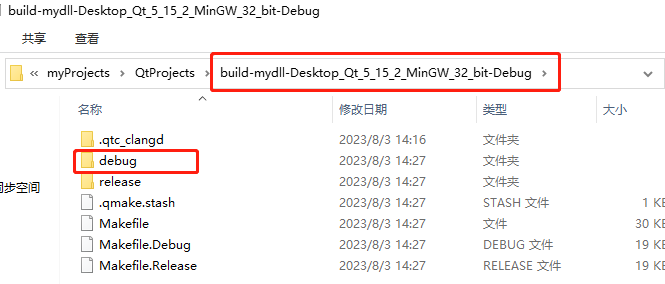 build-mydll-Desktop_Qt_5_15_2_MinGW_32_bit-Debug
共享 查看
« myProjects > QtProjects > build-mydll-Desktop_Qt_5_15_2_MinGW_32_bit-Debug >
名称 修改日期 类型 大小
.qtc_clangd 2023/8/3 14:16 文件夹
debug 2023/8/3 14:27 文件夹
release 2023/8/3 14:27 文件夹
.qmake.stash 2023/8/3 14:27 STASH 文件 1 KB
Makefile 2023/8/3 14:27 文件 30 KB
Makefile.Debug 2023/8/3 14:27 DEBUG 文件 19 KB
Makefile.Release 2023/8/3 14:27 RELEASE 文件 19 KB
步空间